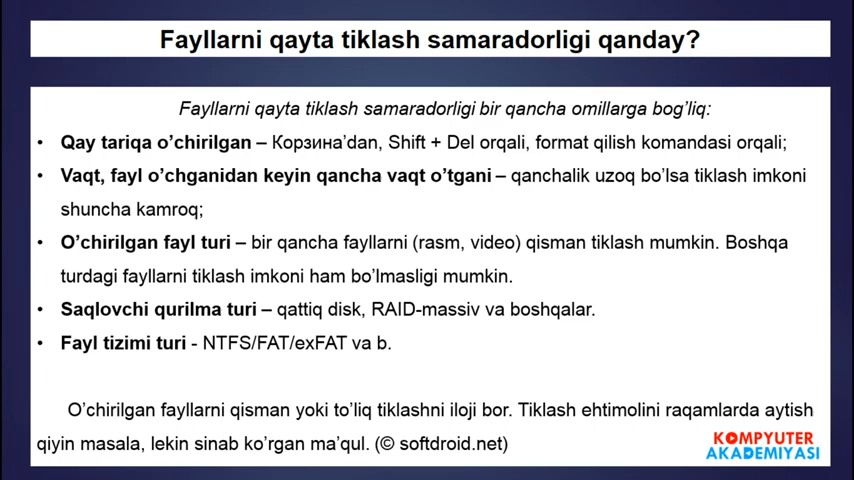 Fayllarni qayta tiklash samaradorligi qanday?
Fayllarni qayta tiklash samaradorligi bir qancha omillarga bog’liq:
• Qay tariqa o’chirilgan – Корзина’dan, Shift + Del orqali, format qilish komandasi orqali;
• Vaqt, fayl o’chganidan keyin qancha vaqt o’tgani – qanchalik uzoq bo’lsa tiklash imkoni
shuncha kamroq;
• O’chirilgan fayl turi – bir qancha fayllarni (rasm, video) qisman tiklash mumkin. Boshqa
turdagi fayllarni tiklash imkoni ham bo’lmasligi mumkin.
• Saqlovchi qurilma turi – qattiq disk, RAID-massiv va boshqalar.
• Fayl tizimi turi - NTFS/FAT/exFAT va b.
O’chirilgan fayllarni qisman yoki to’liq tiklashni iloji bor. Tiklash ehtimolini raqamlarda aytish
qiyin masala, lekin sinab ko’rgan ma’qul. (© softdroid.net)
KOMPYUTER
AKADEMIYASI